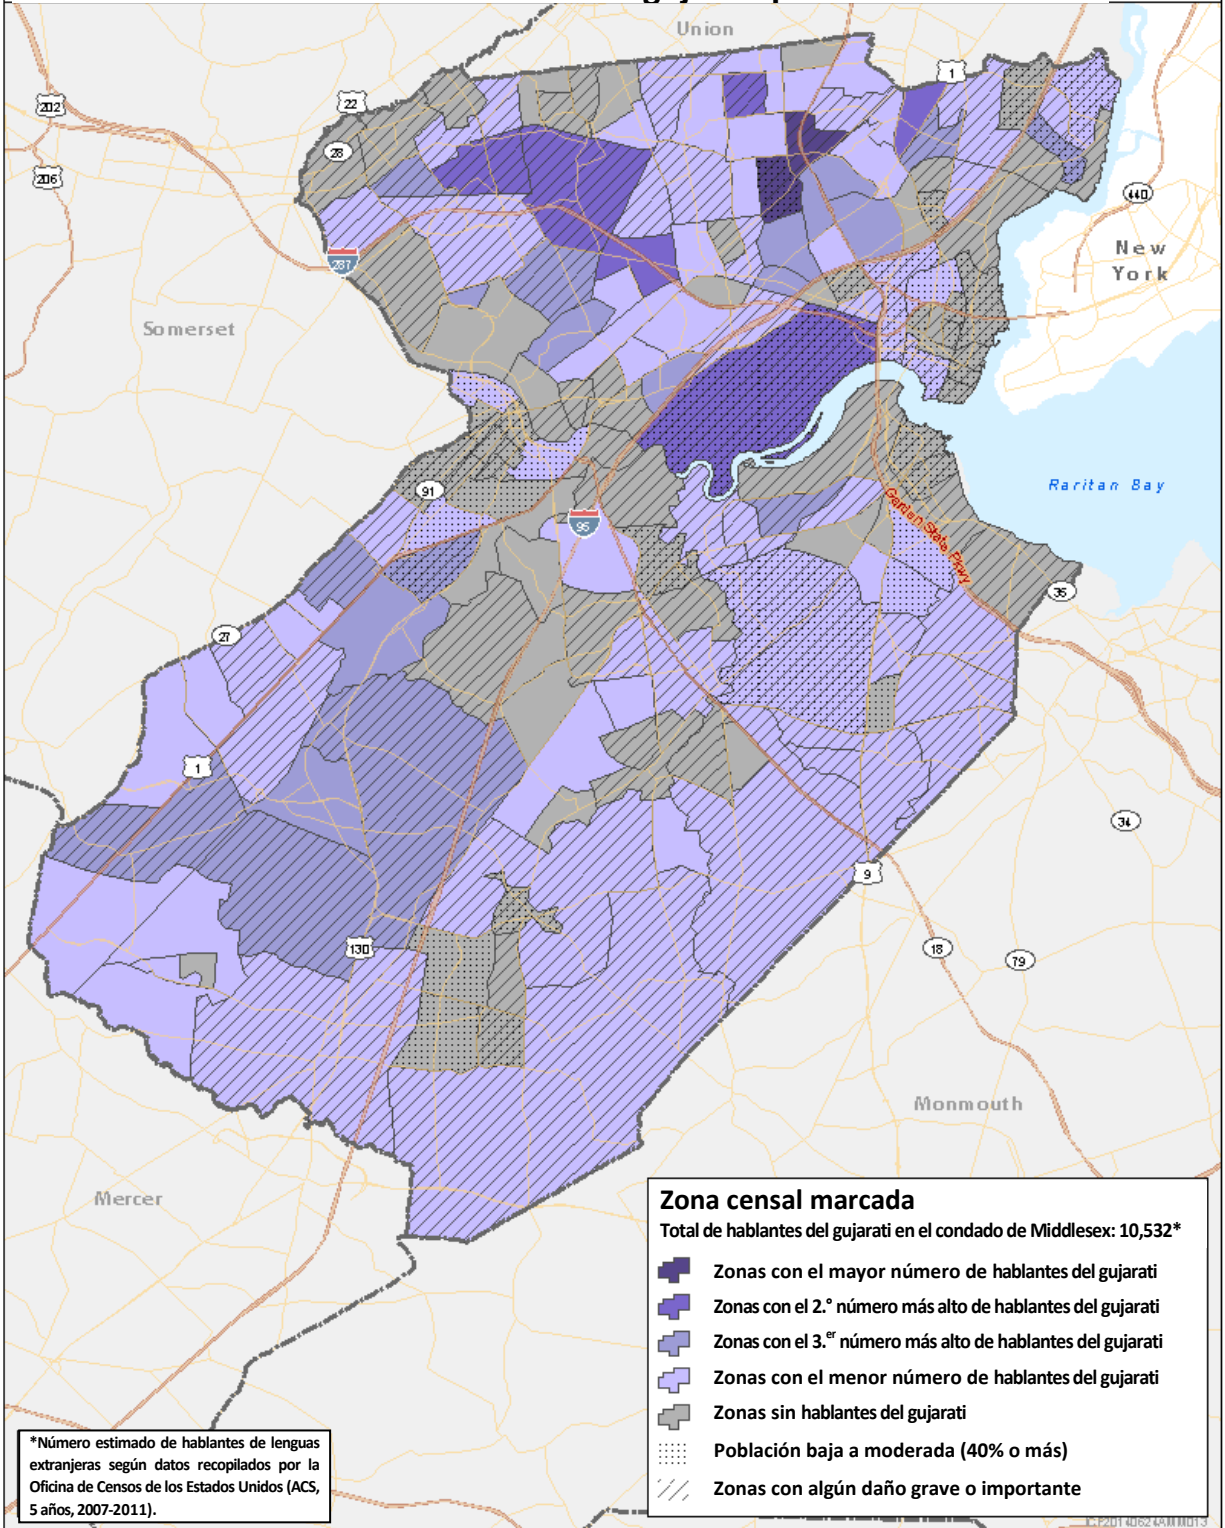 Union
202
22
1
28
206
440
287
New
York
Somerset
Raritan Bay
91
95
Garden State Pkwy
35
27
1
34
9
130
18
79
Monmouth
Mercer
Zona censal marcada
Total de hablantes del gujarati en el condado de Middlesex: 10,532*
Zonas con el mayor número de hablantes del gujarati
Zonas con el 2.° número más alto de hablantes del gujarati
Zonas con el 3.er número más alto de hablantes del gujarati
Zonas con el menor número de hablantes del gujarati
Zonas sin hablantes del gujarati
Población baja a moderada (40% o más)
Zonas con algún daño grave o importante
*Número estimado de hablantes de lenguas
extranjeras según datos recopilados por la
Oficina de Censos de los Estados Unidos (ACS,
5 años, 2007-2011).